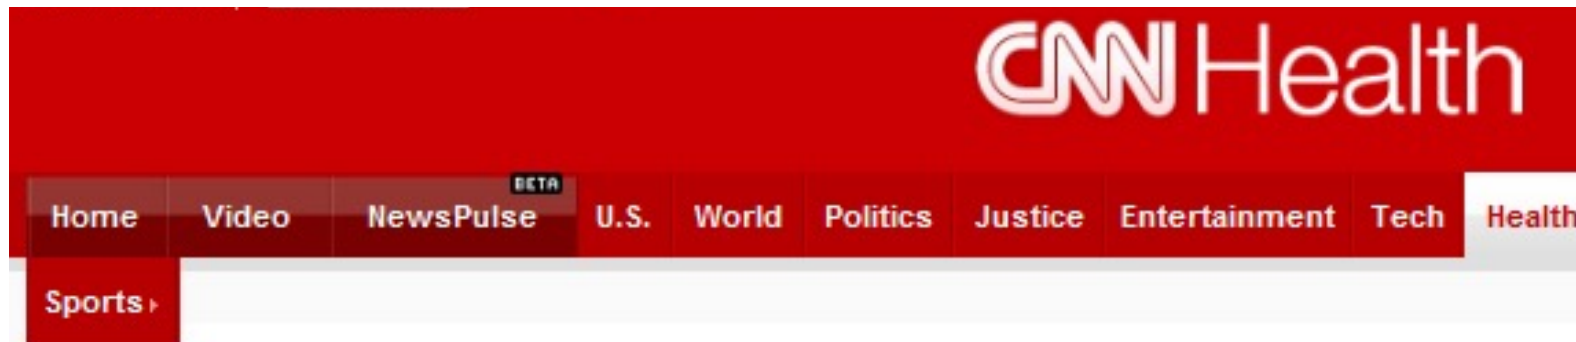 CNN Health
BETA
Home Video NewsPulse U.S. World Politics Justice Entertainment Tech Health
Sports